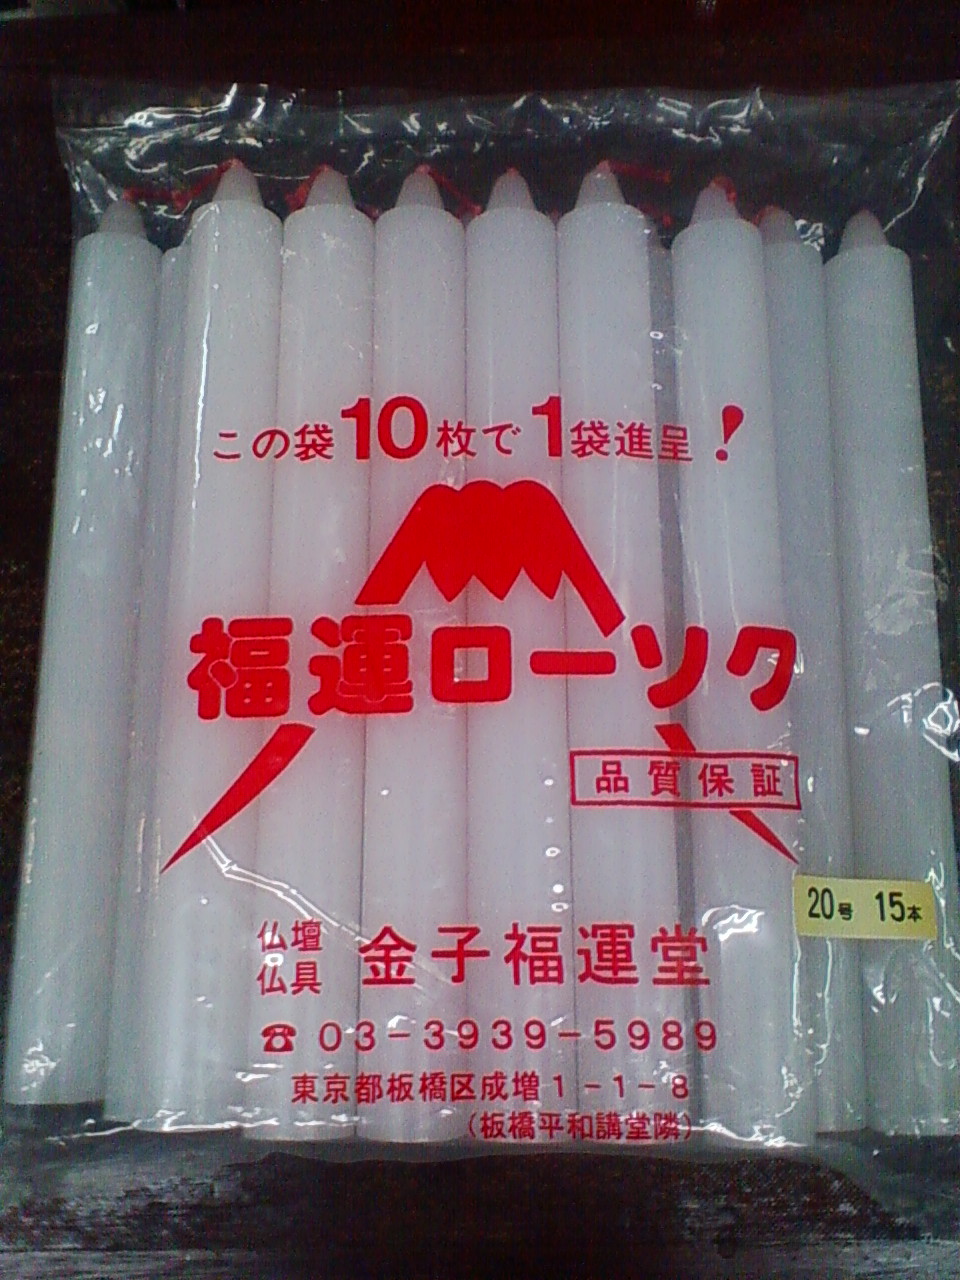 この袋10枚で1袋進呈!
福運ローソク
品質保証
20号 15本
仏壇
仏具
金子福運堂
☎03-3939-5989
東京都板橋区成増1-1-8
(板橋平和講堂隣)